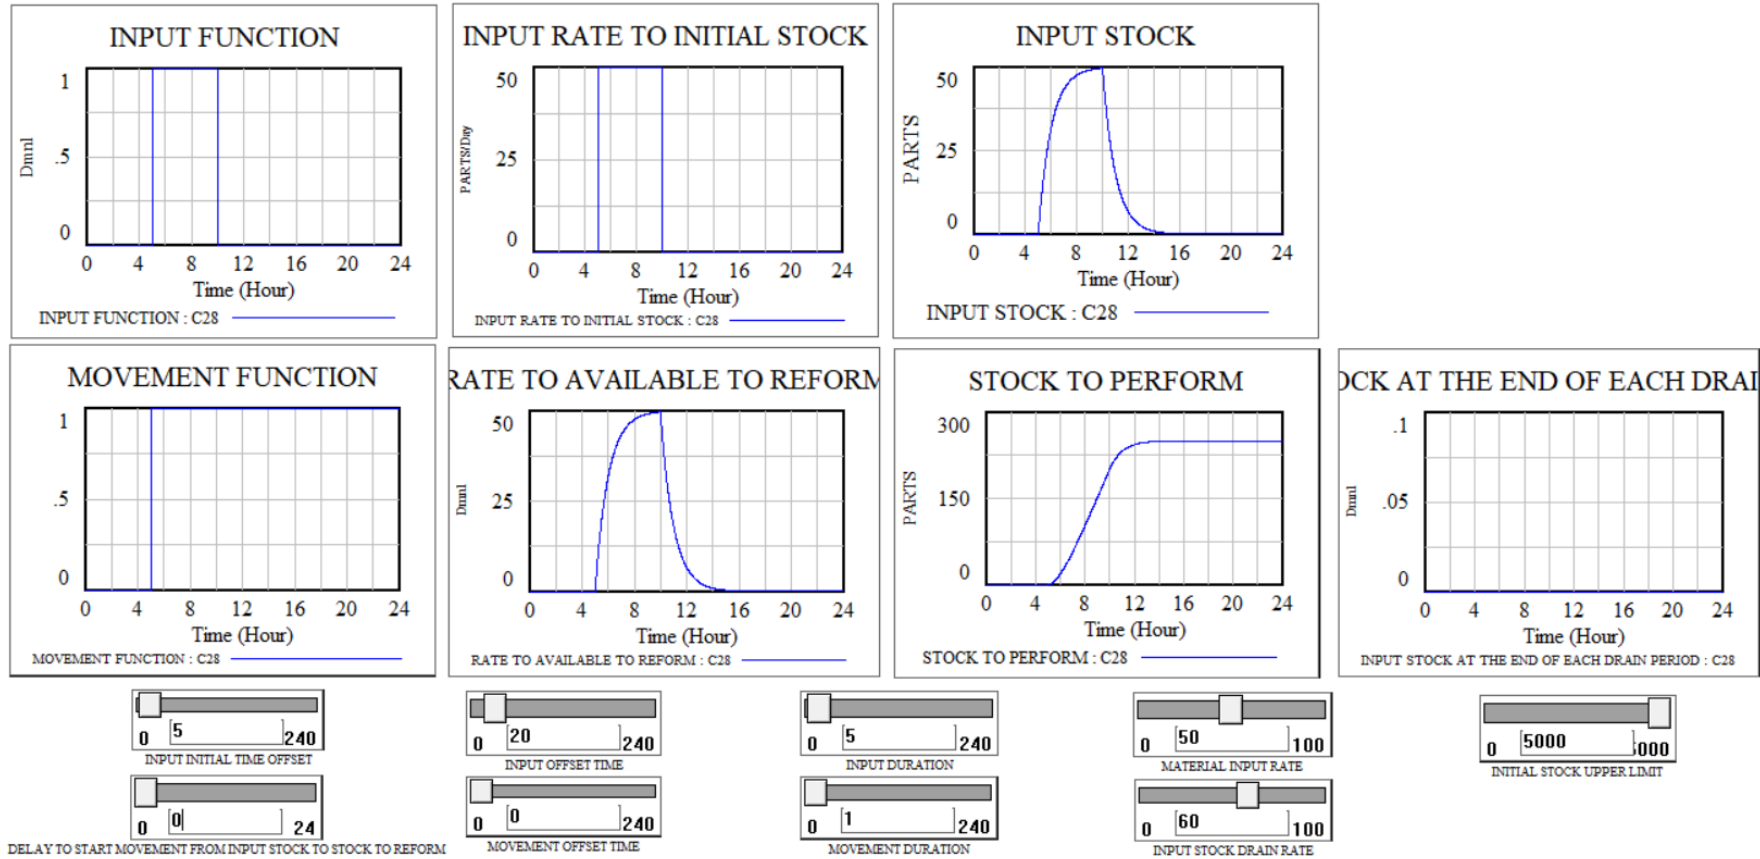 INPUT FUNCTION
1
.5
0
Dmnl
0 4 8 12 16 20 24
Time (Hour)
INPUT FUNCTION : C28
INPUT RATE TO INITIAL STOCK
50
25
0
PARTS/Day
0 4 8 12 16 20 24
Time (Hour)
INPUT RATE TO INITIAL STOCK : C28
INPUT STOCK
50
25
0
PARTS
0 4 8 12 16 20 24
Time (Hour)
INPUT STOCK : C28
MOVEMENT FUNCTION
1
.5
0
0 4 8 12 16 20 24
Time (Hour)
MOVEMENT FUNCTION : C28
RATE TO AVAILABLE TO REFORM
50
25
0
Dmnl
0 4 8 12 16 20 24
Time (Hour)
RATE TO AVAILABLE TO REFORM : C28
STOCK TO PERFORM
300
150
0
PARTS
0 4 8 12 16 20 24
Time (Hour)
STOCK TO PERFORM : C28
OCK AT THE END OF EACH DRAI
.1
.05
0
Dmnl
0 4 8 12 16 20 24
Time (Hour)
INPUT STOCK AT THE END OF EACH DRAIN PERIOD : C28
0 5 240
INPUT INITIAL TIME OFFSET
0 20 240
INPUT OFFSET TIME
0 5 240
INPUT DURATION
0 50 100
MATERIAL INPUT RATE
0 5000 5000
INITIAL STOCK UPPER LIMIT
0 0 24
DELAY TO START MOVEMENT FROM INPUT STOCK TO STOCK TO REFORM
0 0 240
MOVEMENT OFFSET TIME
0 1 240
MOVEMENT DURATION
0 60 100
INPUT STOCK DRAIN RATE